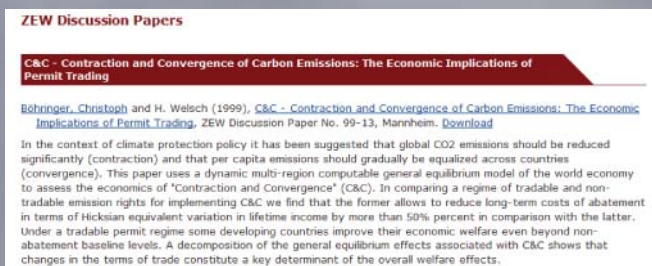 ZEW Discussion Papers
C&C - Contraction and Convergence of Carbon Emissions: The Economic Implications of
Permit Trading
Böhringer, Christoph and H. Welsch (1999), C&C - Contraction and Convergence of Carbon Emissions: The Economic
Implications of Permit Trading, ZEW Discussion Paper No. 99-13, Mannheim. Download
In the context of climate protection policy it has been suggested that global CO2 emissions should be reduced
significantly (contraction) and that per capita emissions should gradually be equalized across countries
(convergence). This paper uses a dynamic multi-region computable general equilibrium model of the world economy
to assess the economics of "Contraction and Convergence" (C&C). In comparing a regime of tradable and non-
tradable emission rights for implementing C&C we find that the former allows to reduce long-term costs of abatement
in terms of Hicksian equivalent variation in lifetime income by more than 50% percent in comparison with the latter.
Under a tradable permit regime some developing countries improve their economic welfare even beyond non-
abatement baseline levels. A decomposition of the general equilibrium effects associated with C&C shows that
changes in the terms of trade constitute a key determinant of the overall welfare effects.